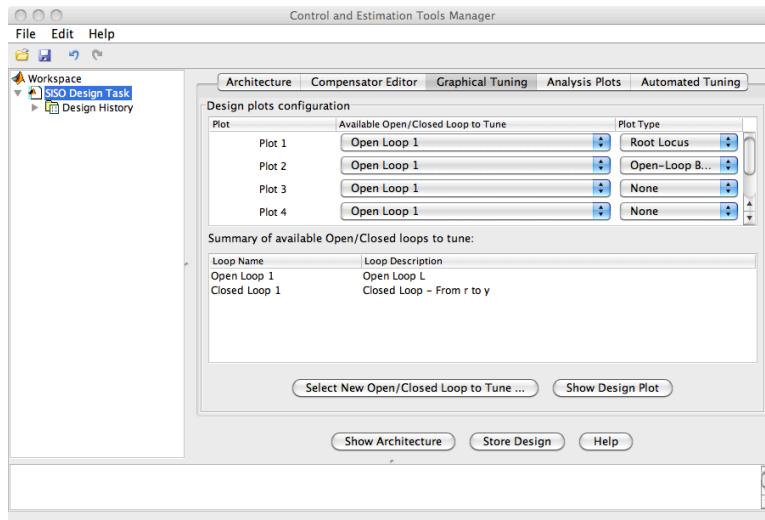 Control and Estimation Tools Manager
File Edit Help
Workspace
SISO Design Task
Design History
Architecture Compensator Editor Graphical Tuning Analysis Plots Automated Tuning
Design plots configuration
Plot Available Open/Closed Loop to Tune Plot Type
Plot 1 Open Loop 1 Root Locus
Plot 2 Open Loop 1 Open-Loop B...
Plot 3 Open Loop 1 None
Plot 4 Open Loop 1 None
Summary of available Open/Closed loops to tune:
Loop Name Loop Description
Open Loop 1 Open Loop L
Closed Loop 1 Closed Loop - From r to y
Select New Open/Closed Loop to Tune ... Show Design Plot
Show Architecture Store Design Help